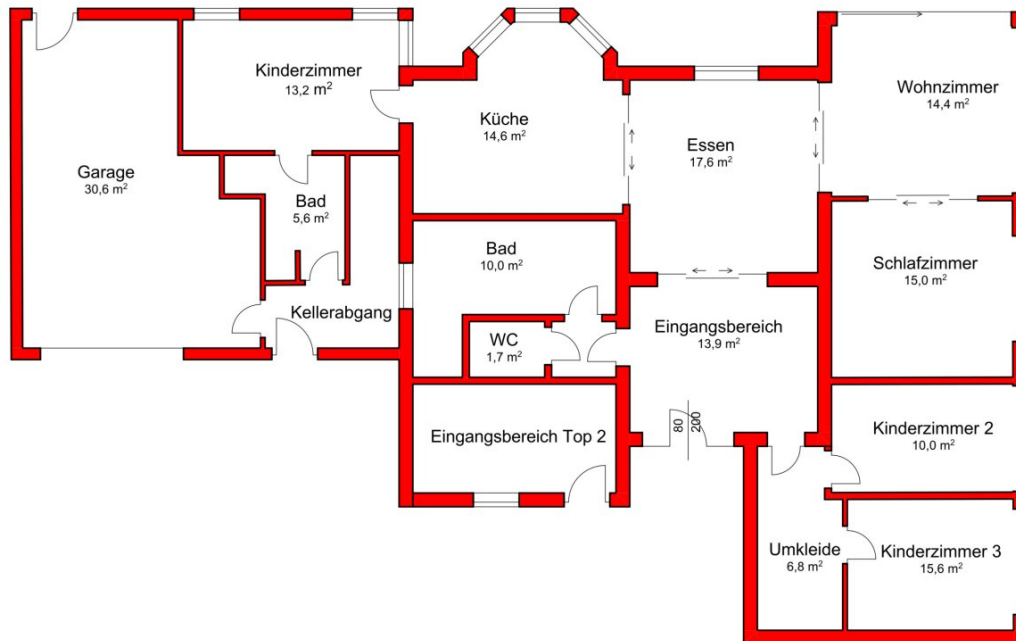 Kinderzimmer
13,2 m²
Wohnzimmer
14,4 m²
Küche
14,6 m²
Essen
17,6 m²
Garage
30,6 m²
Bad
5,6 m²
Bad
10,0 m²
Schlafzimmer
15,0 m²
Kellerabgang
WC
1,7 m²
Eingangsbereich
13,9 m²
80
200
Eingangsbereich Top 2
Kinderzimmer 2
10,0 m²
Umkleide
6,8 m²
Kinderzimmer 3
15,6 m²